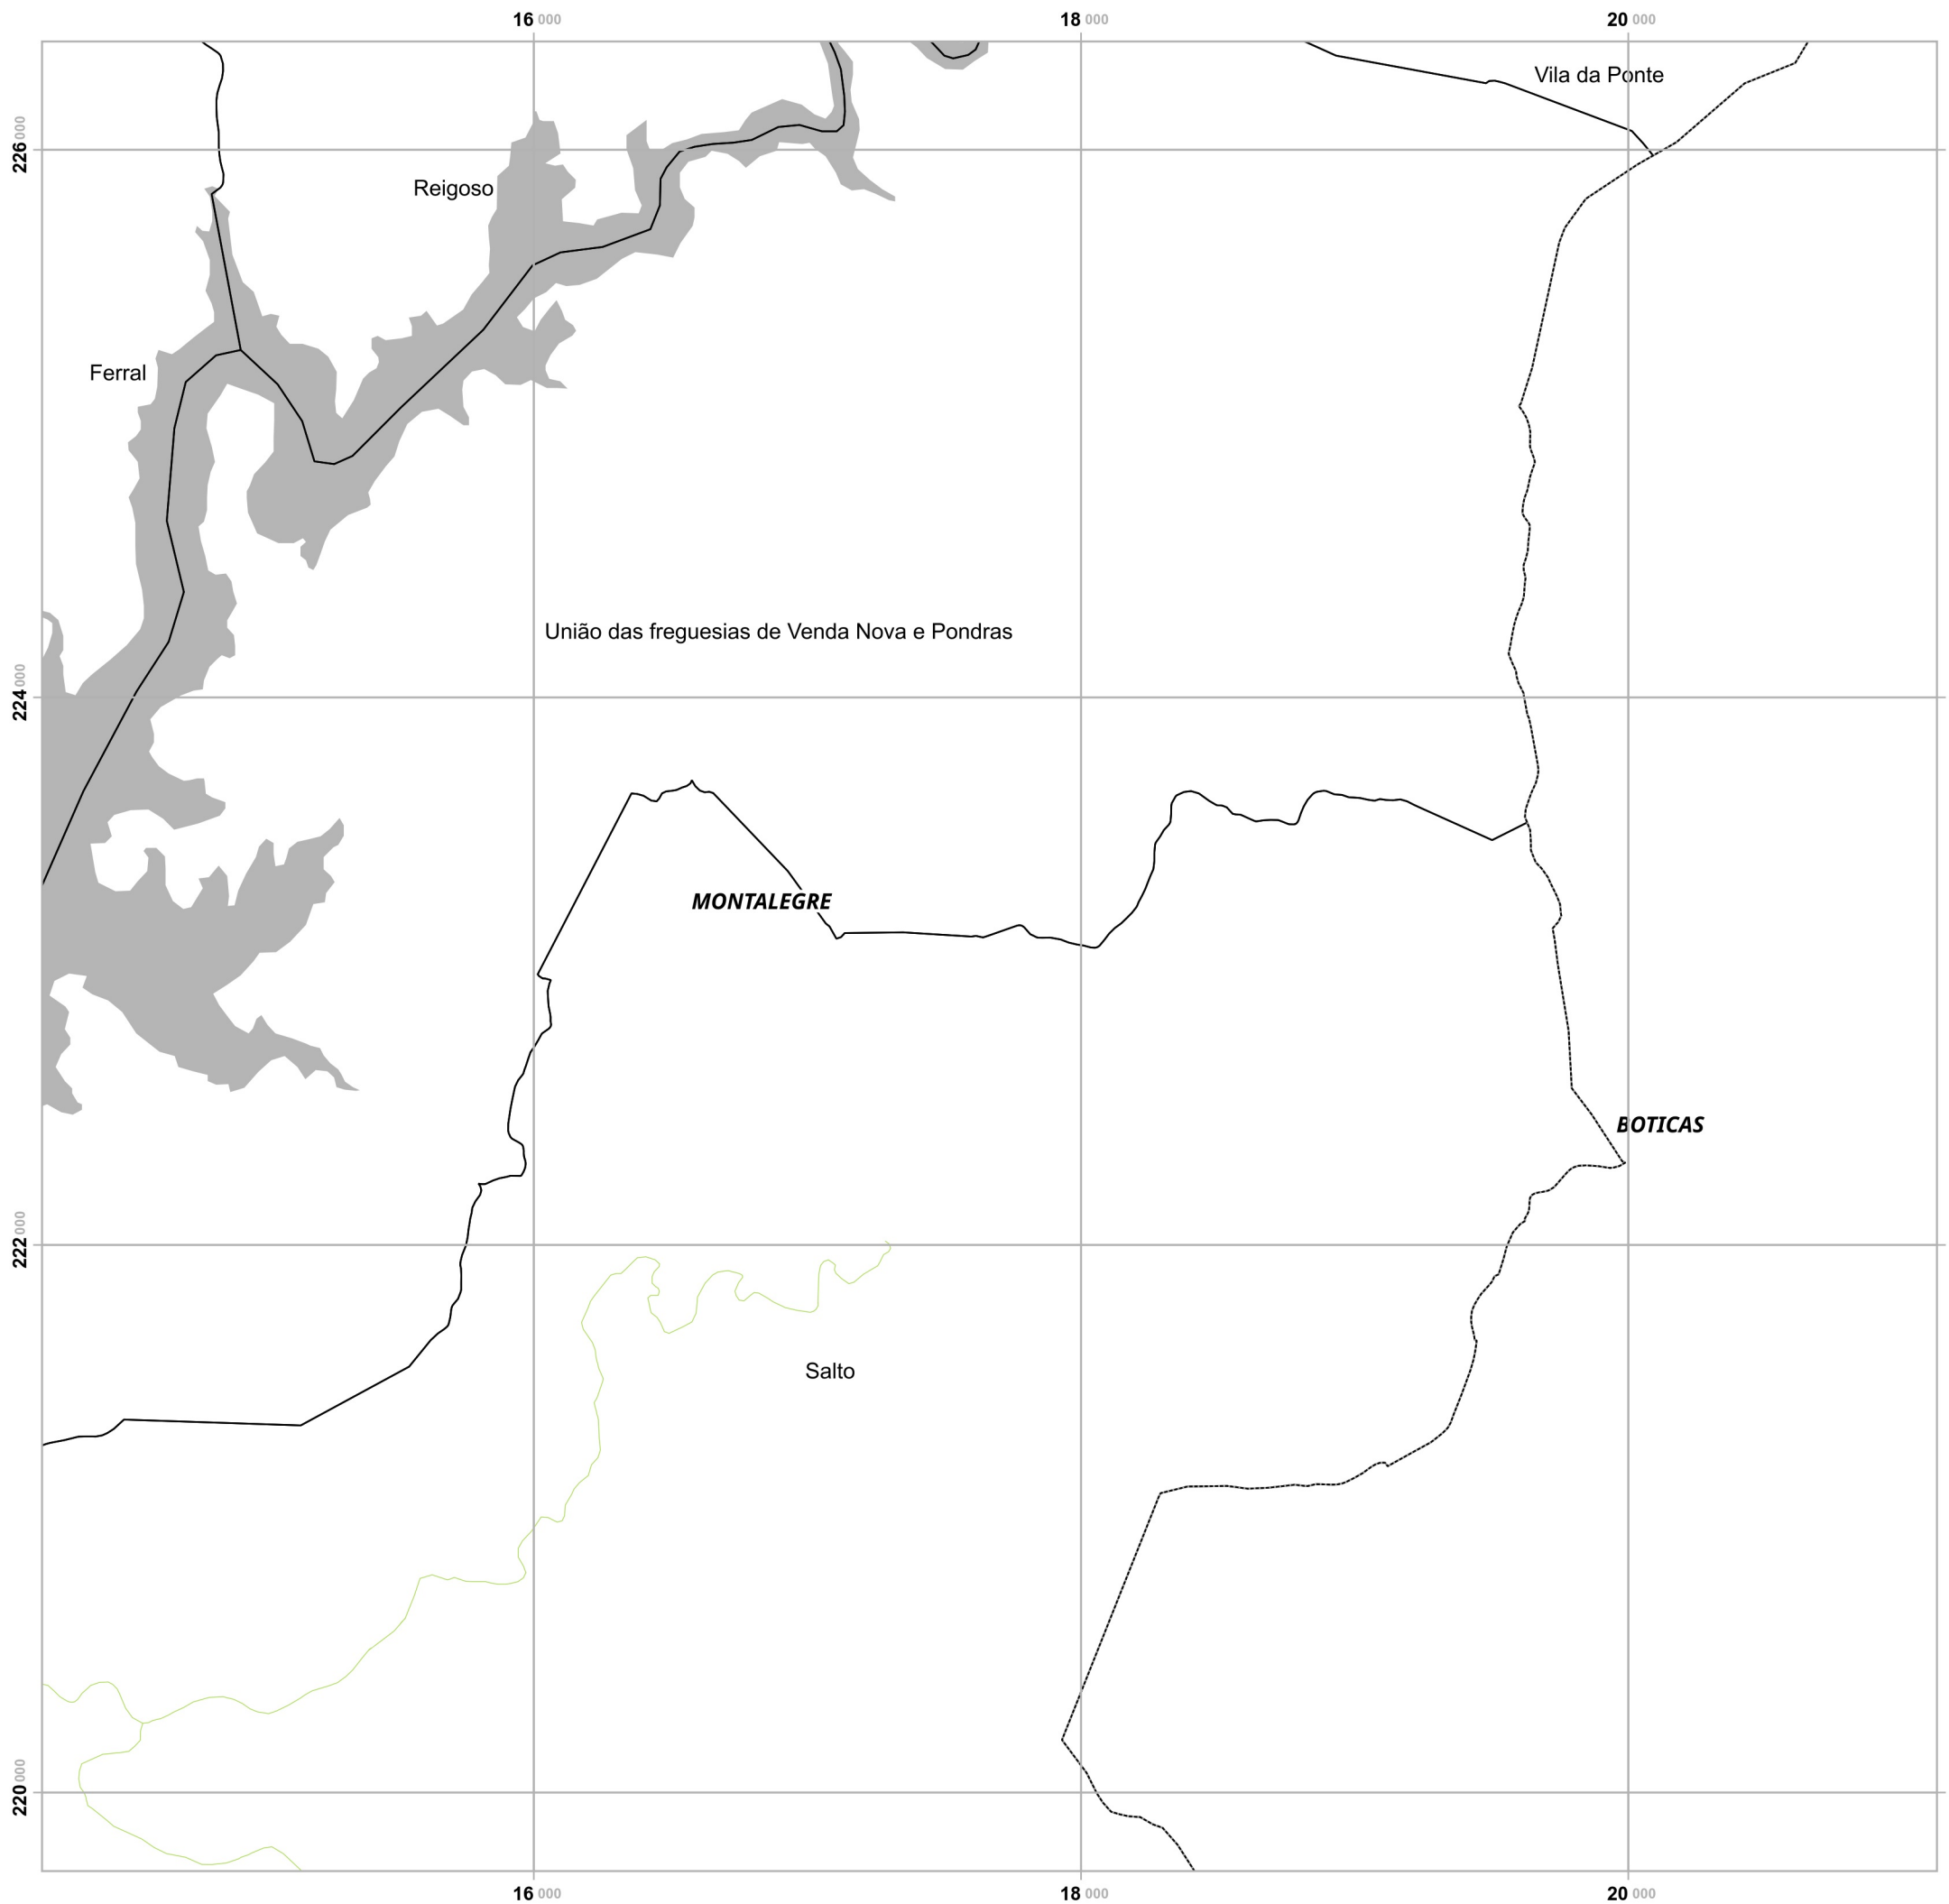 16 000 18 000 20 000
Vila da Ponte
226 000
Reigoso
Ferral
União das freguesias de Venda Nova e Pondras
224 000
MONTALEGRE
BOTICAS
222 000
Salto
220 000
16 000 18 000 20 000